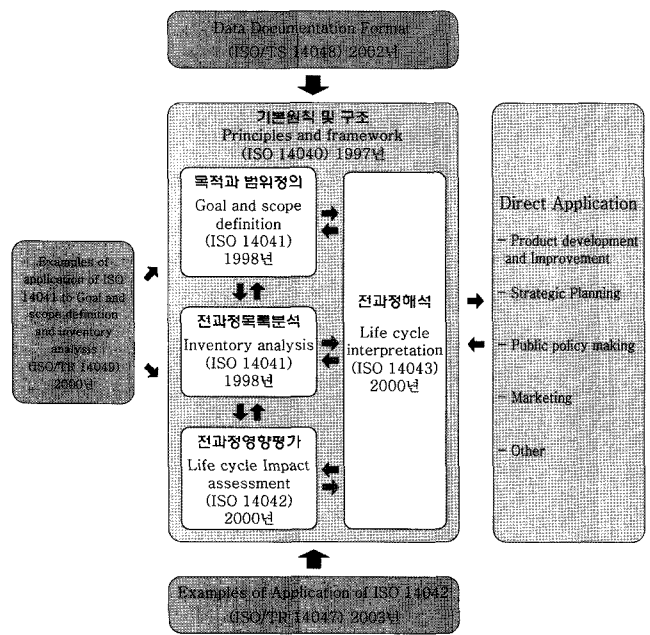 Data Documentation Format
(ISO/TS 14048) 2002년
기본원칙 및 구조
Principles and framework
(ISO 14040) 1997년
목적과 범위정의
Goal and scope
definition
(ISO 14041)
1998년
전과정목록분석
Inventory analysis
(ISO 14041)
1998년
전과정영향평가
Life cycle Impact
assessment
(ISO 14042)
2000년
전과정해석
Life cycle
interpretation
(ISO 14043)
2000년
Examples of
application of ISO
14041 to Goal and
scope definition
and inventory
analysis
(ISO/TR 14049)
2000년
Direct Application
- Product development
and Improvement
- Strategic Planning
- Public policy making
- Marketing
- Other
Examples of Application of ISO 14042
(ISO/TR 14047) 2003년